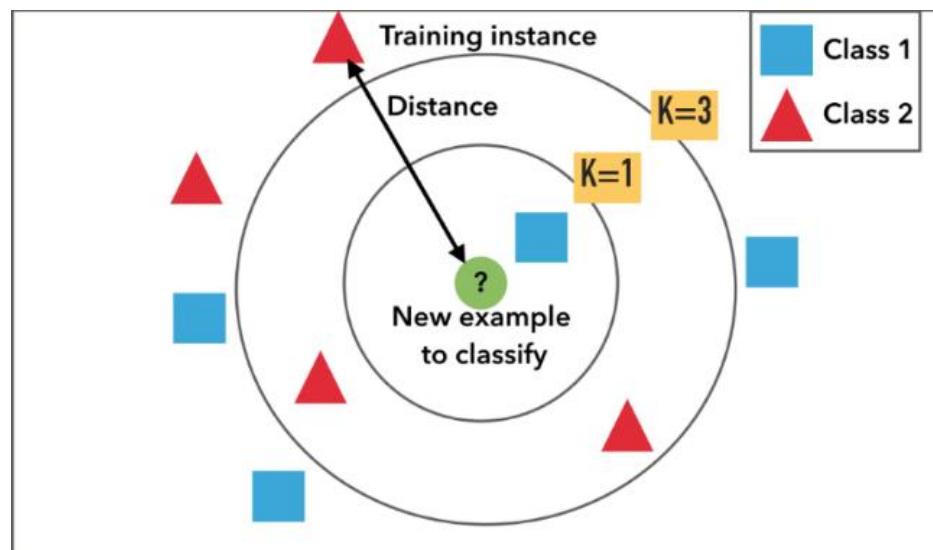 Training instance
Class 1
Distance
K=3
Class 2
K=1
?
New example
to classify